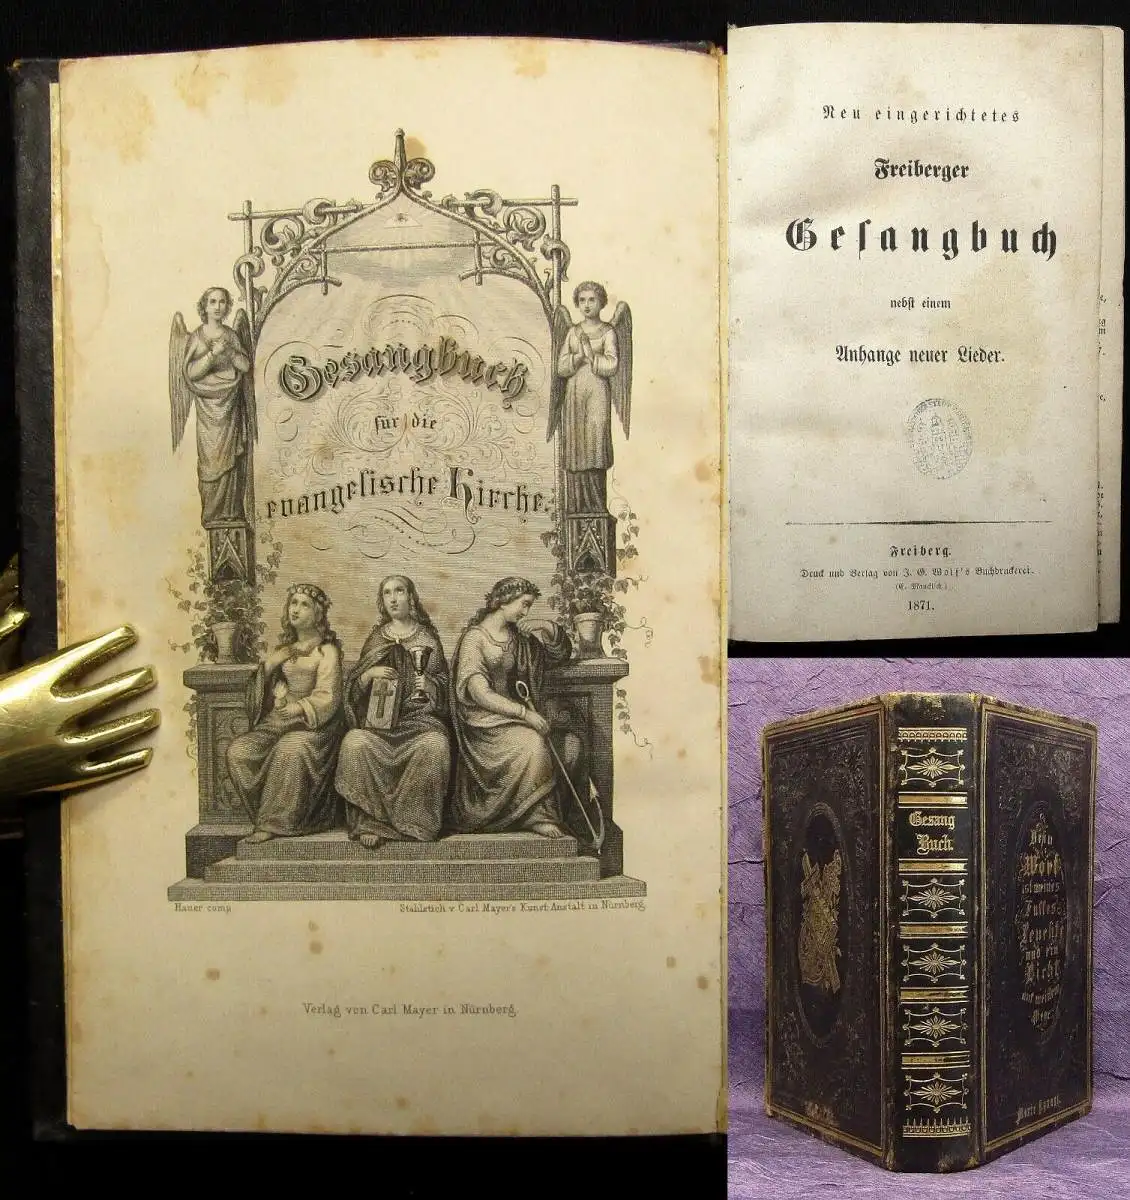 Gesangbuch
für die
evangelische Kirche.
Hauer comp
Stahlstich v. Carl Mayer's Kunst-Anstalt in Nürnberg.
Verlag von Carl Mayer in Nürnberg.
Neu eingerichtetes
Freiberger
Gesangbuch
nebst einem
Anhange neuer Lieder.
Freiberg.
Druck und Verlag von J. G. Wolf's Buchdruckerei.
1871.
Gesang
Buch.
Dein
Wort
ist meines
Fußes
Leuchte
und ein
Licht
auf meinem
Wege.
Marie